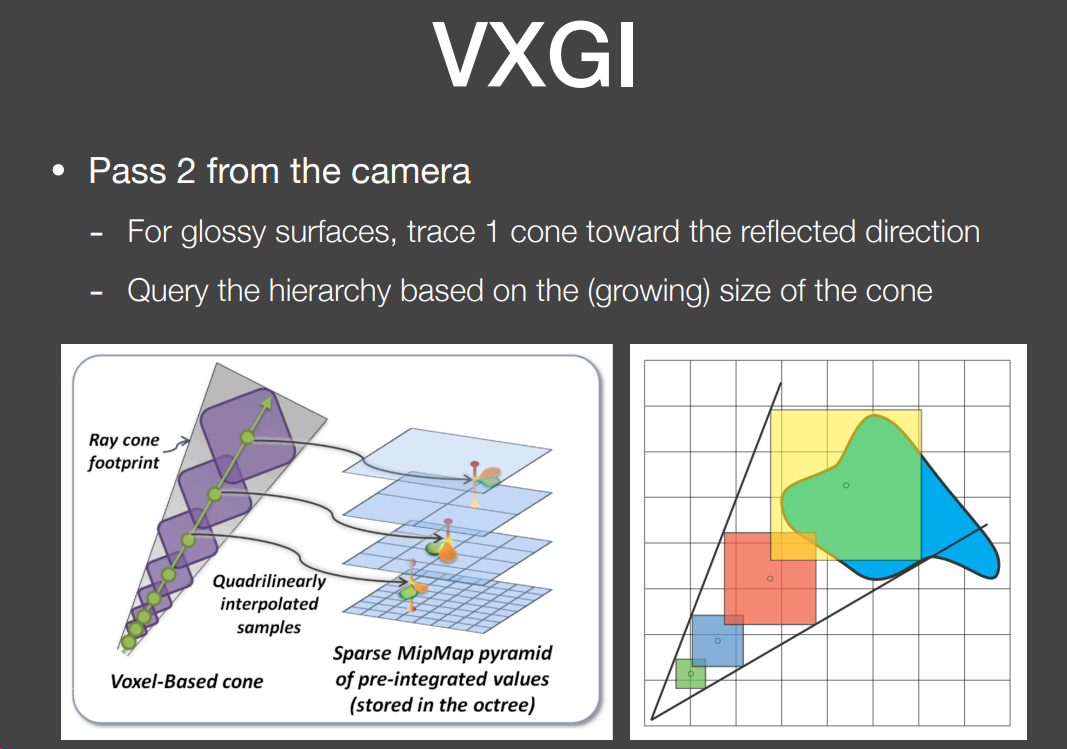 VXGI
• Pass 2 from the camera
- For glossy surfaces, trace 1 cone toward the reflected direction
- Query the hierarchy based on the (growing) size of the cone
Ray cone
footprint
Quadrilinearly
interpolated
samples
Voxel-Based cone
Sparse MipMap pyramid
of pre-integrated values
(stored in the octree)